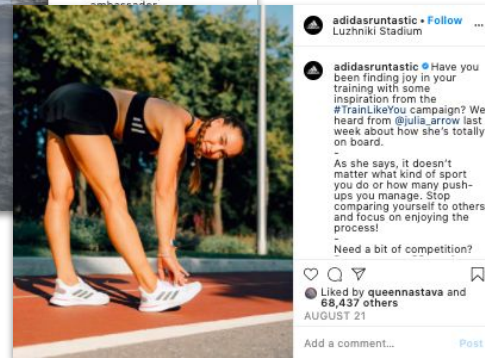 ambassador
adidasruntastic • Follow
Luzhniki Stadium
...
adidasruntastic Have you
been finding joy in your
training with some
inspiration from the
#TrainLikeYou campaign? We
heard from @julia_arrow last
week about how she's totally
on board.
-
As she says, it doesn't
matter what kind of sport
you do or how many push-
ups you manage. Stop
comparing yourself to others
and focus on enjoying the
process!
-
Need a bit of competition?
Liked by queennastava and
68,437 others
AUGUST 21
Add a comment...
Post